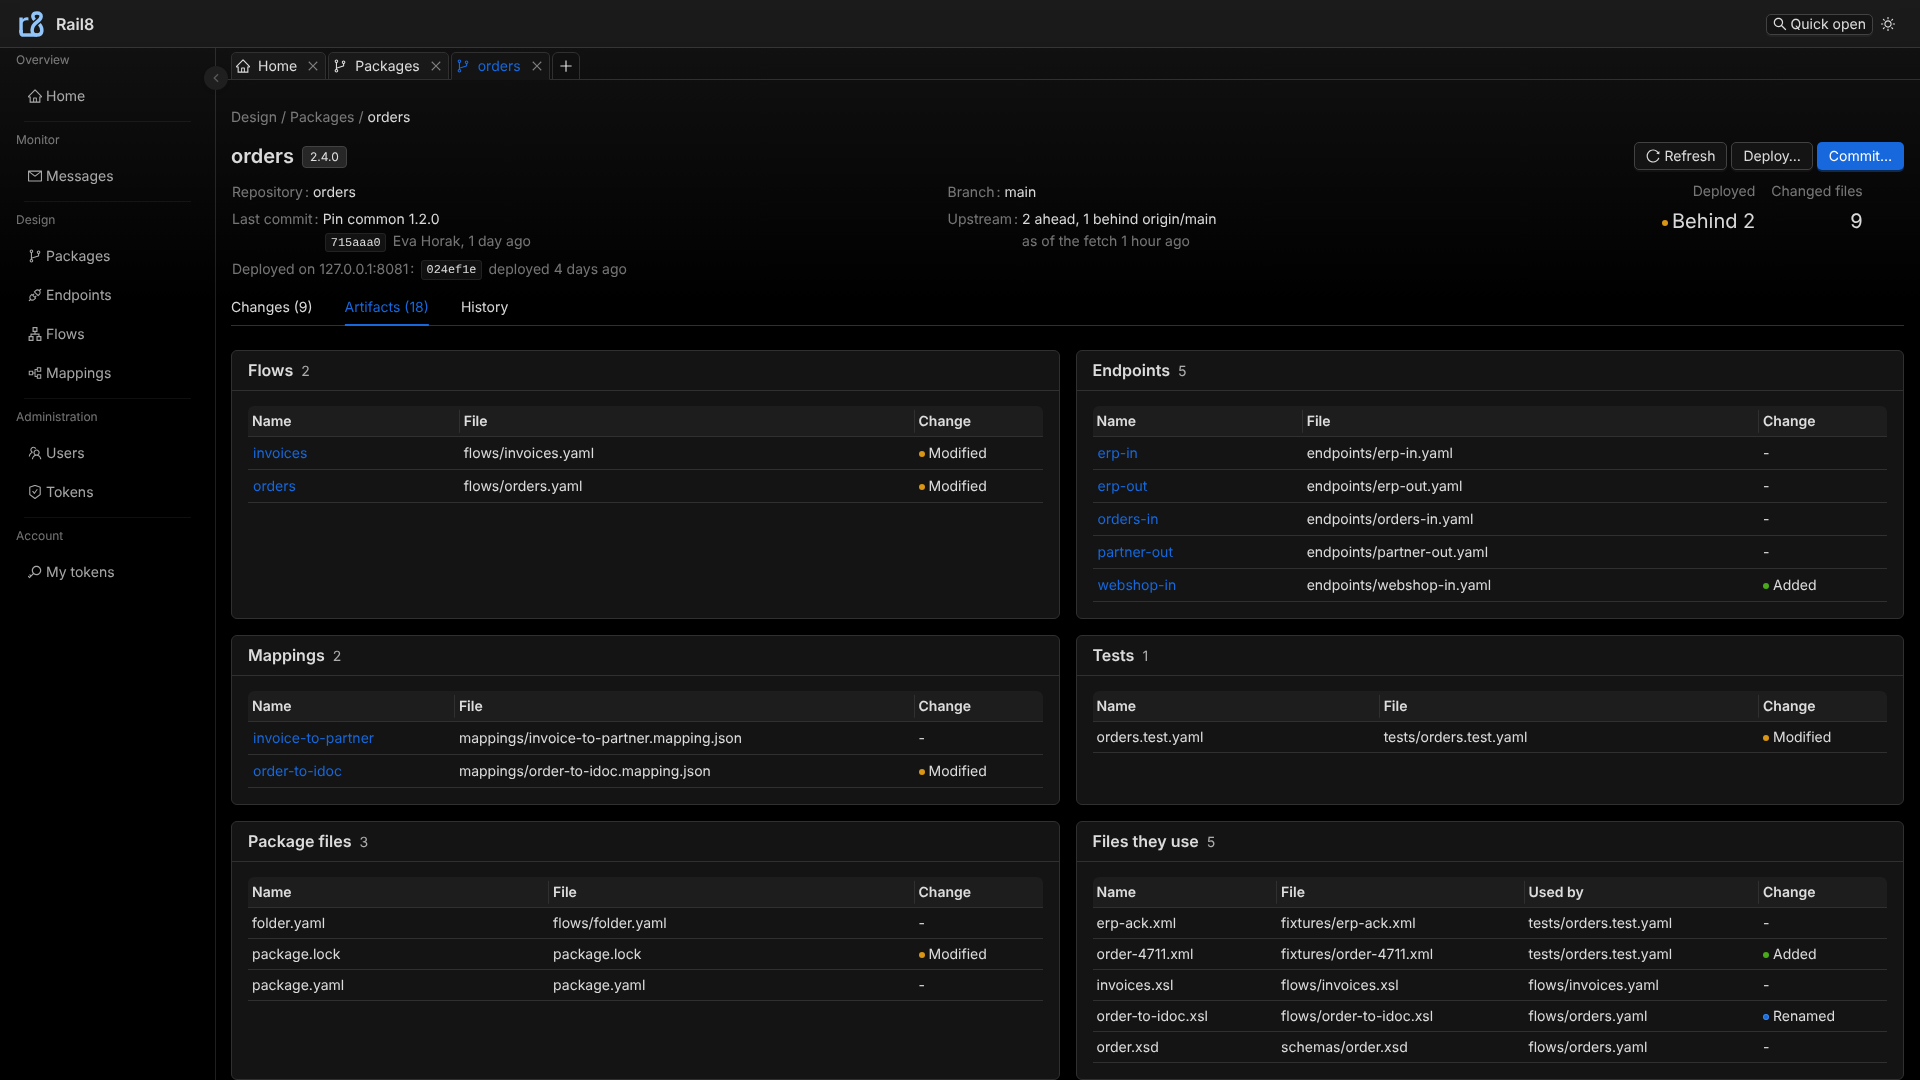 r8 Rail8
Quick open
Overview
Home
Monitor
Messages
Design
Packages
Endpoints
Flows
Mappings
Administration
Users
Tokens
Account
My tokens
Home
Packages
orders
Design / Packages / orders
orders 2.4.0
Refresh
Deploy...
Commit...
Repository: orders
Branch: main
Deployed
Changed files
Last commit: Pin common 1.2.0
Upstream: 2 ahead, 1 behind origin/main
Behind 2
9
715aaa0 Eva Horak, 1 day ago
as of the fetch 1 hour ago
Deployed on 127.0.0.1:8081: 024ef1e deployed 4 days ago
Changes (9)
Artifacts (18)
History
Flows 2
Name File Change
invoices flows/invoices.yaml Modified
orders flows/orders.yaml Modified
Endpoints 5
Name File Change
erp-in endpoints/erp-in.yaml -
erp-out endpoints/erp-out.yaml -
orders-in endpoints/orders-in.yaml -
partner-out endpoints/partner-out.yaml -
webshop-in endpoints/webshop-in.yaml Added
Mappings 2
Name File Change
invoice-to-partner mappings/invoice-to-partner.mapping.json -
order-to-idoc mappings/order-to-idoc.mapping.json Modified
Tests 1
Name File Change
orders.test.yaml tests/orders.test.yaml Modified
Package files 3
Name File Change
folder.yaml flows/folder.yaml -
package.lock package.lock Modified
package.yaml package.yaml -
Files they use 5
Name File Used by Change
erp-ack.xml fixtures/erp-ack.xml tests/orders.test.yaml -
order-4711.xml fixtures/order-4711.xml tests/orders.test.yaml Added
invoices.xsl flows/invoices.xsl flows/invoices.yaml -
order-to-idoc.xsl flows/order-to-idoc.xsl flows/orders.yaml Renamed
order.xsd schemas/order.xsd flows/orders.yaml -